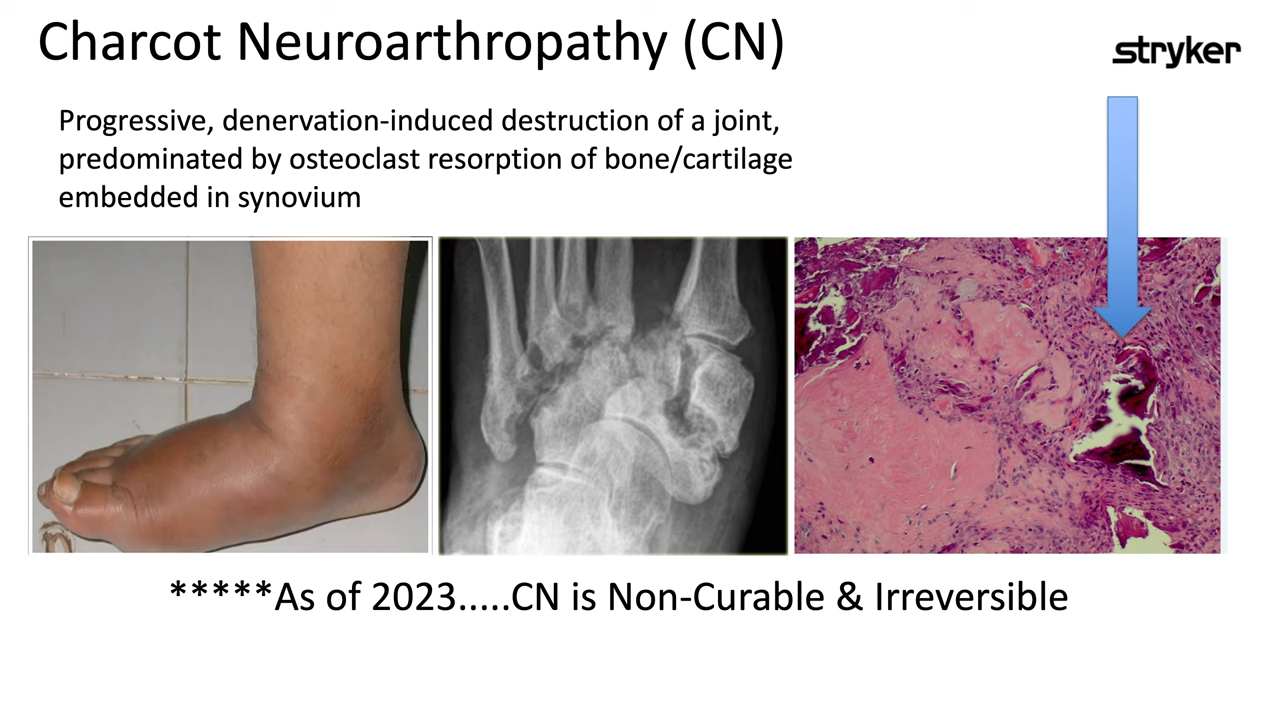 Charcot Neuroarthropathy (CN)
stryker
Progressive, denervation-induced destruction of a joint,
predominated by osteoclast resorption of bone/cartilage
embedded in synovium
*****As of 2023.....CN is Non-Curable & Irreversible